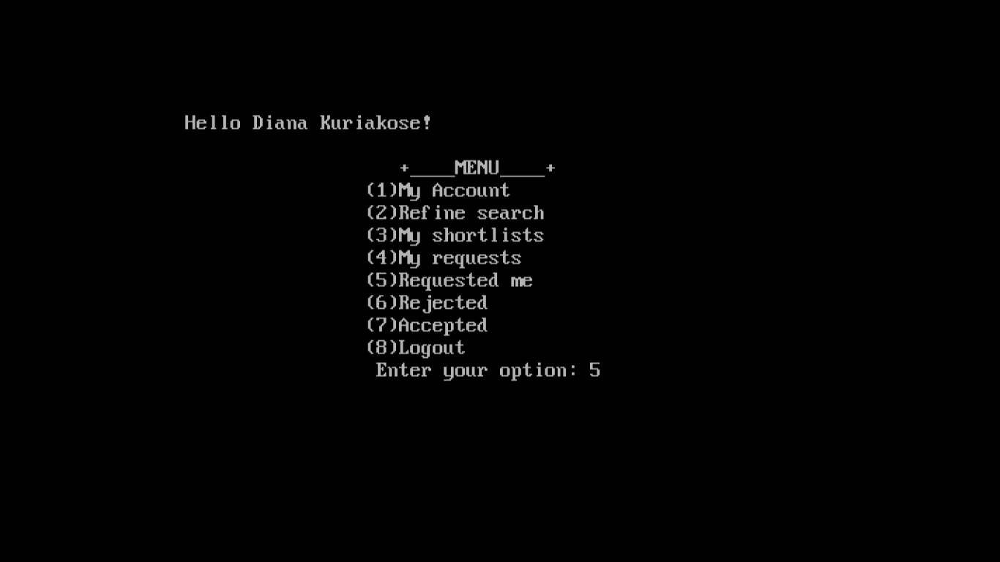 Hello Diana Kuriakose!
+____MENU____+
(1)My Account
(2)Refine search
(3)My shortlists
(4)My requests
(5)Requested me
(6)Rejected
(7)Accepted
(8)Logout
Enter your option: 5